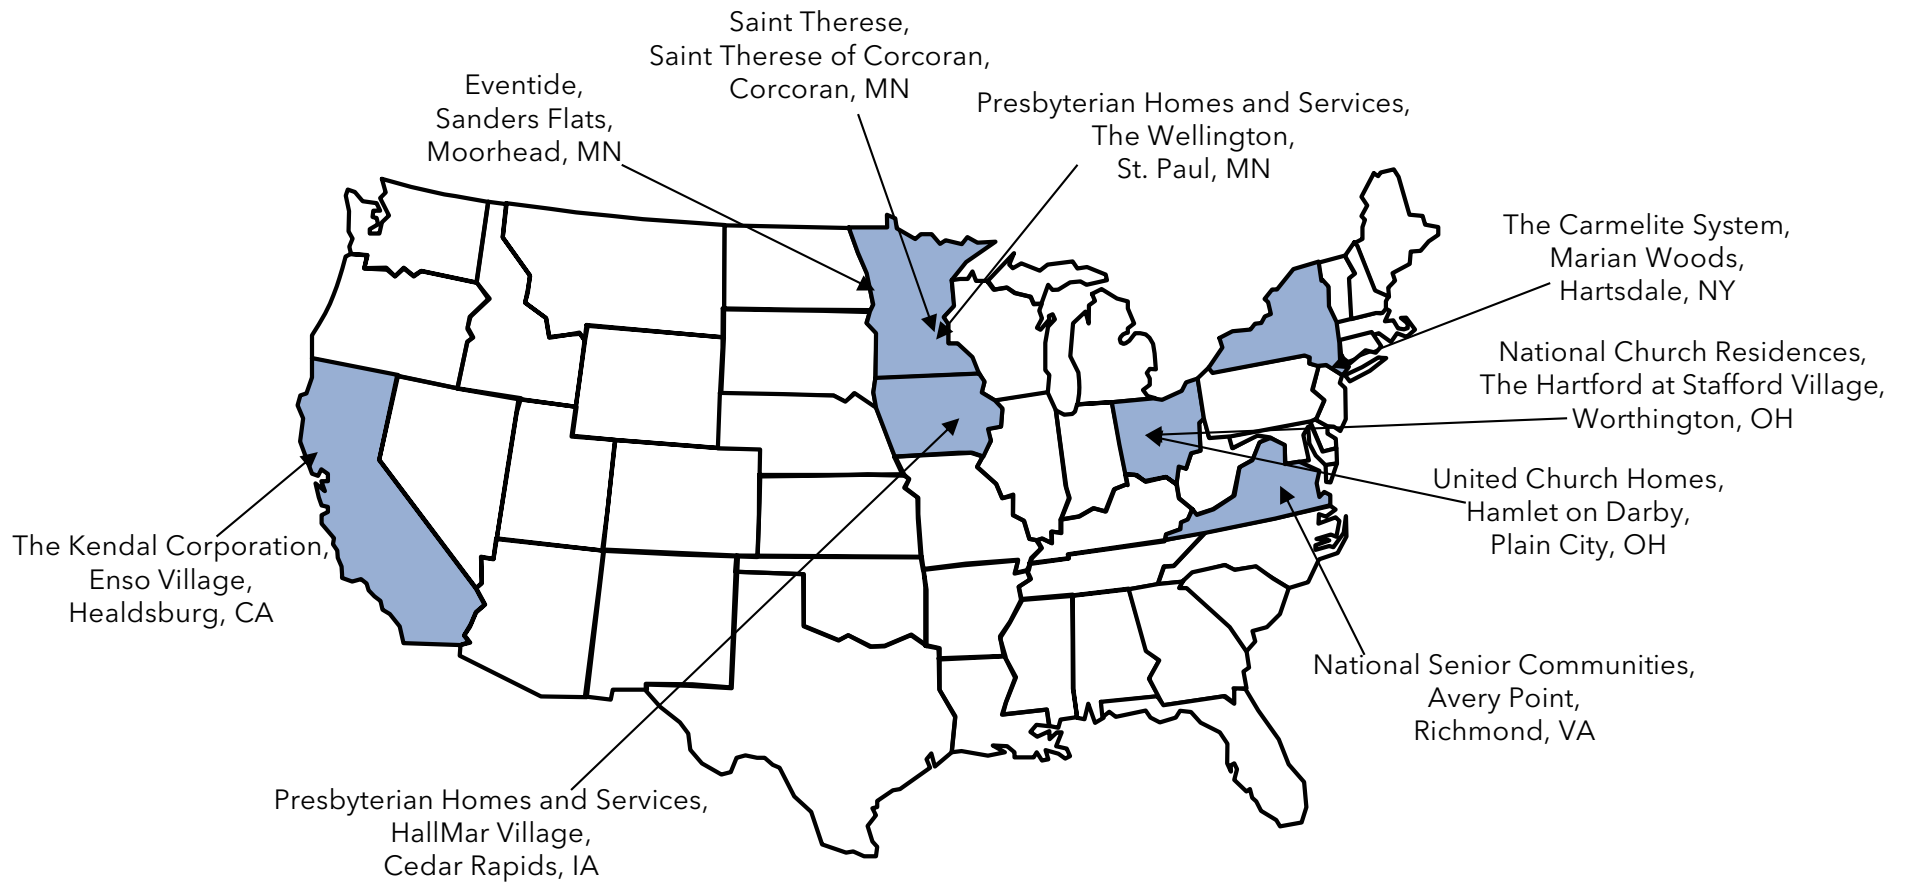 Saint Therese,
Saint Therese of Corcoran,
Corcoran, MN
Eventide,
Sanders Flats,
Moorhead, MN
Presbyterian Homes and Services,
The Wellington,
St. Paul, MN
The Carmelite System,
Marian Woods,
Hartsdale, NY
National Church Residences,
The Hartford at Stafford Village,
Worthington, OH
United Church Homes,
Hamlet on Darby,
Plain City, OH
The Kendal Corporation,
Enso Village,
Healdsburg, CA
National Senior Communities,
Avery Point,
Richmond, VA
Presbyterian Homes and Services,
HallMar Village,
Cedar Rapids, IA